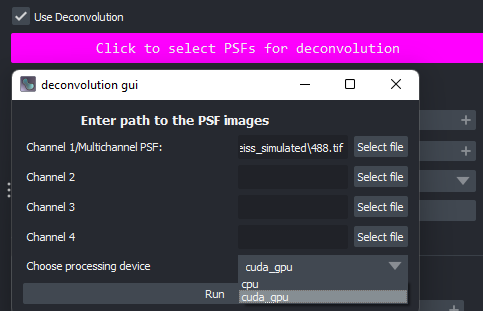 Use Deconvolution
Click to select PSFs for deconvolution
deconvolution gui
Enter path to the PSF images
Channel 1/Multichannel PSF: eiss_simulated\488.tif Select file
Channel 2 Select file
Channel 3 Select file
Channel 4 Select file
Choose processing device cuda_gpu
cpu
Run cuda_gpu